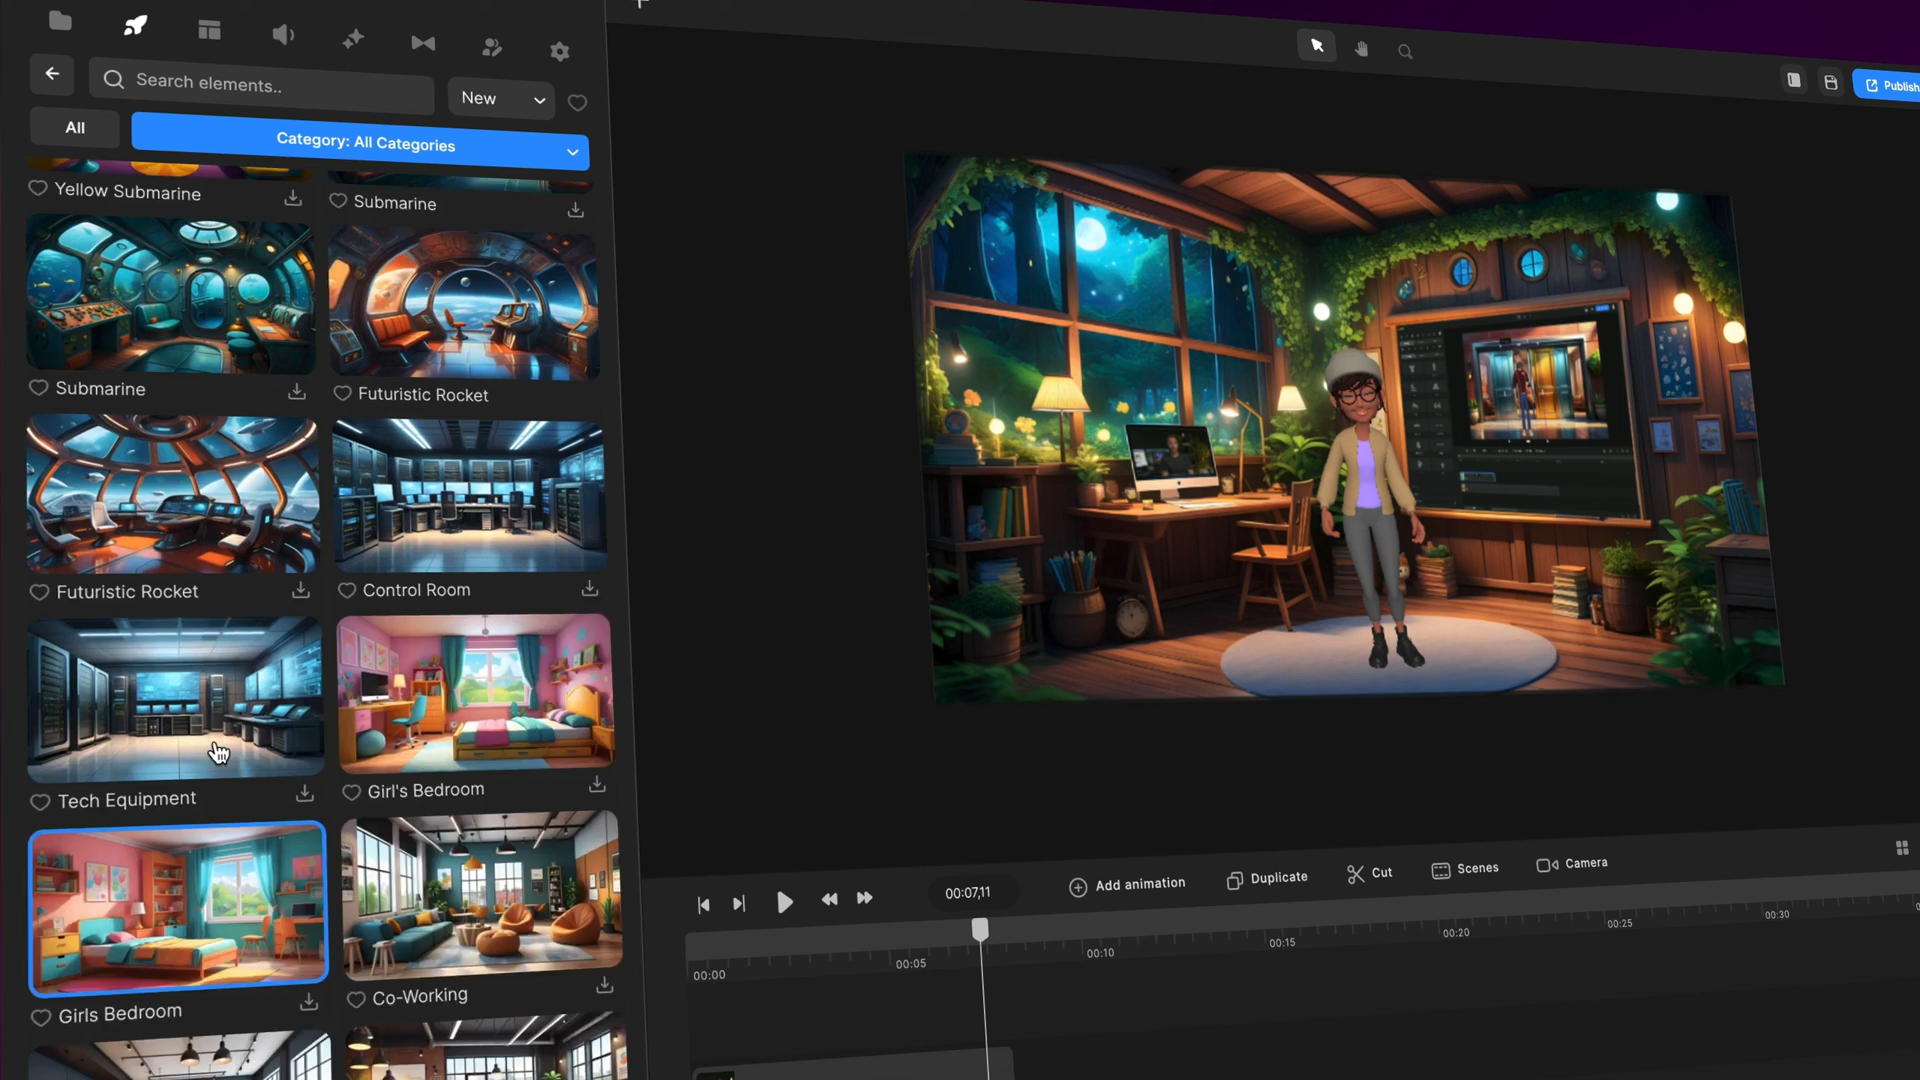 Search elements..
New
Publish
All
Category: All Categories
Yellow Submarine
Submarine
Submarine
Futuristic Rocket
Futuristic Rocket
Control Room
Tech Equipment
Girl's Bedroom
Girls Bedroom
Co-Working
00:07,11
Add animation
Duplicate
Cut
Scenes
Camera
00:00
00:05
00:10
00:15
00:20
00:25
00:30